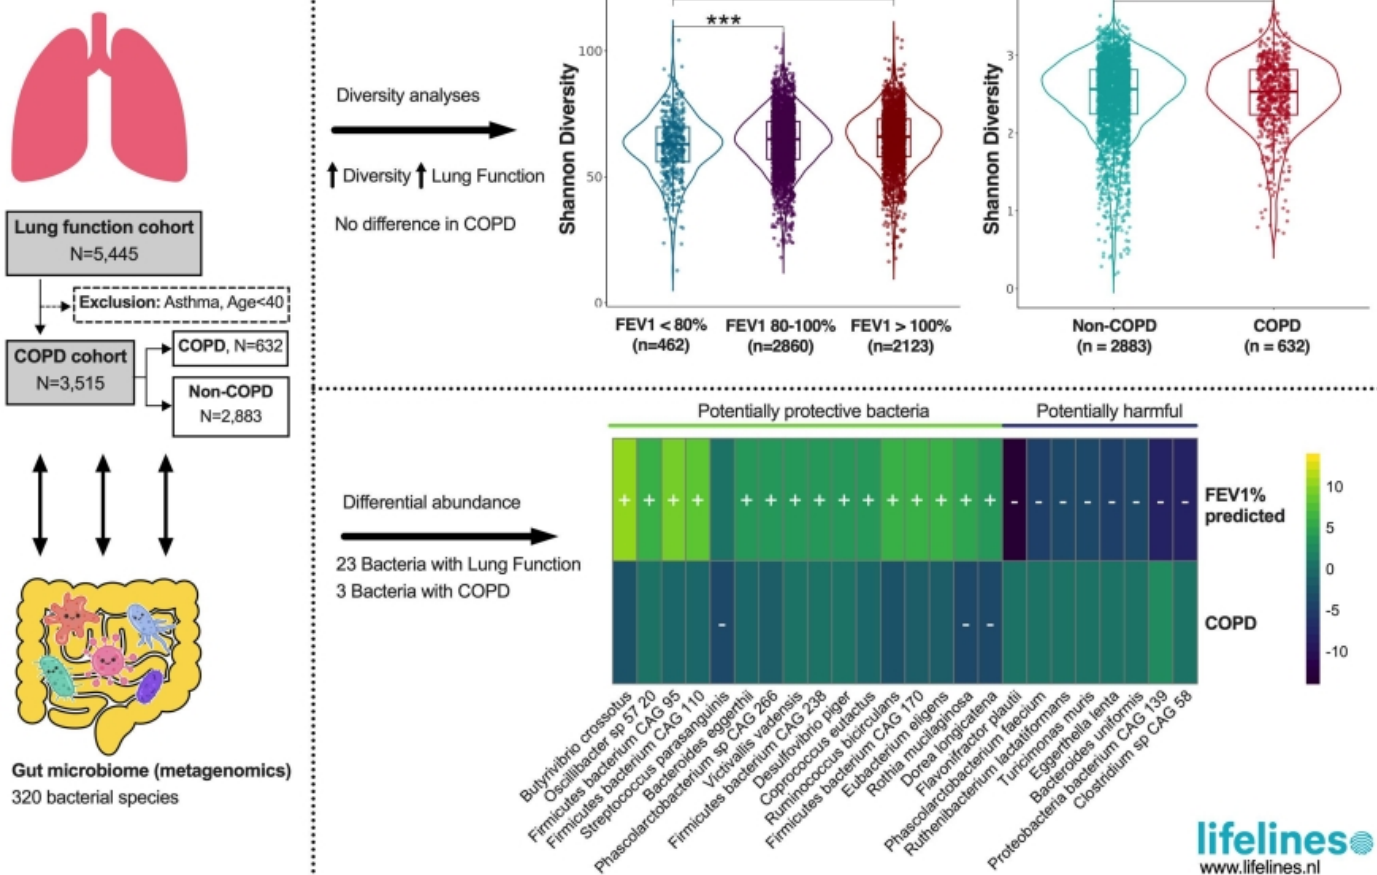 Lung function cohort
N=5,445
Exclusion: Asthma, Age<40
COPD cohort
N=3,515
COPD, N=632
Non-COPD
N=2,883
Gut microbiome (metagenomics)
320 bacterial species
Diversity analyses
Diversity Lung Function
No difference in COPD
Shannon Diversity
100
50
0
***
FEV1 < 80%
(n=462)
FEV1 80-100%
(n=2860)
FEV1 > 100%
(n=2123)
Shannon Diversity
3
2
1
0
Non-COPD
(n = 2883)
COPD
(n = 632)
Differential abundance
23 Bacteria with Lung Function
3 Bacteria with COPD
Potentially protective bacteria
Potentially harmful
+ + + + + + + + + + + + + + + - - - - - - - -
FEV1%
predicted
- - -
COPD
10
5
0
-5
-10
Butyrivibrio crossotus
Oscillibacter sp 57 20
Firmicutes bacterium CAG 95
Firmicutes bacterium CAG 110
Streptococcus parasanguinis
Bacteroides eggerthii
Phascolarctobacterium sp CAG 266
Victivallis vadensis
Firmicutes bacterium CAG 238
Desulfovibrio piger
Coprococcus eutactus
Ruminococcus bicirculans
Firmicutes bacterium CAG 170
Eubacterium eligens
Rothia mucilaginosa
Dorea longicatena
Flavonifractor plautii
Phascolarctobacterium faecium
Ruthenibacterium lactatiformans
Turicimonas muris
Eggerthella lenta
Bacteroides uniformis
Proteobacteria bacterium CAG 139
Clostridium sp CAG 58
lifelines
www.lifelines.nl